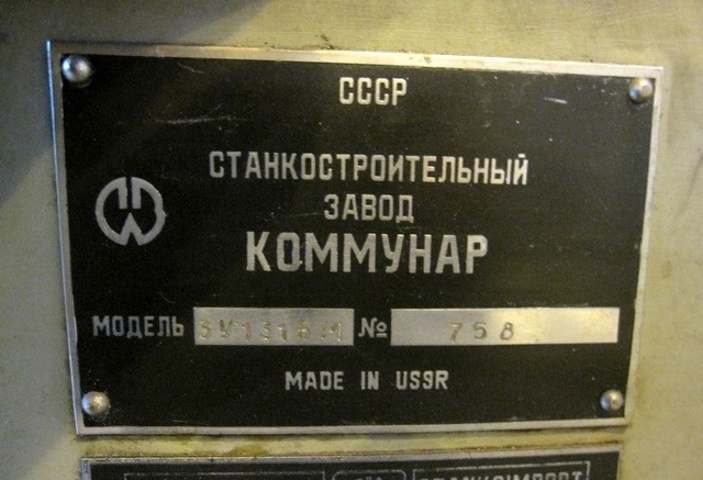 СССР
СТАНКОСТРОИТЕЛЬНЫЙ
ЗАВОД
КОММУНАР
МОДЕЛЬ № 758
MADE IN USSR